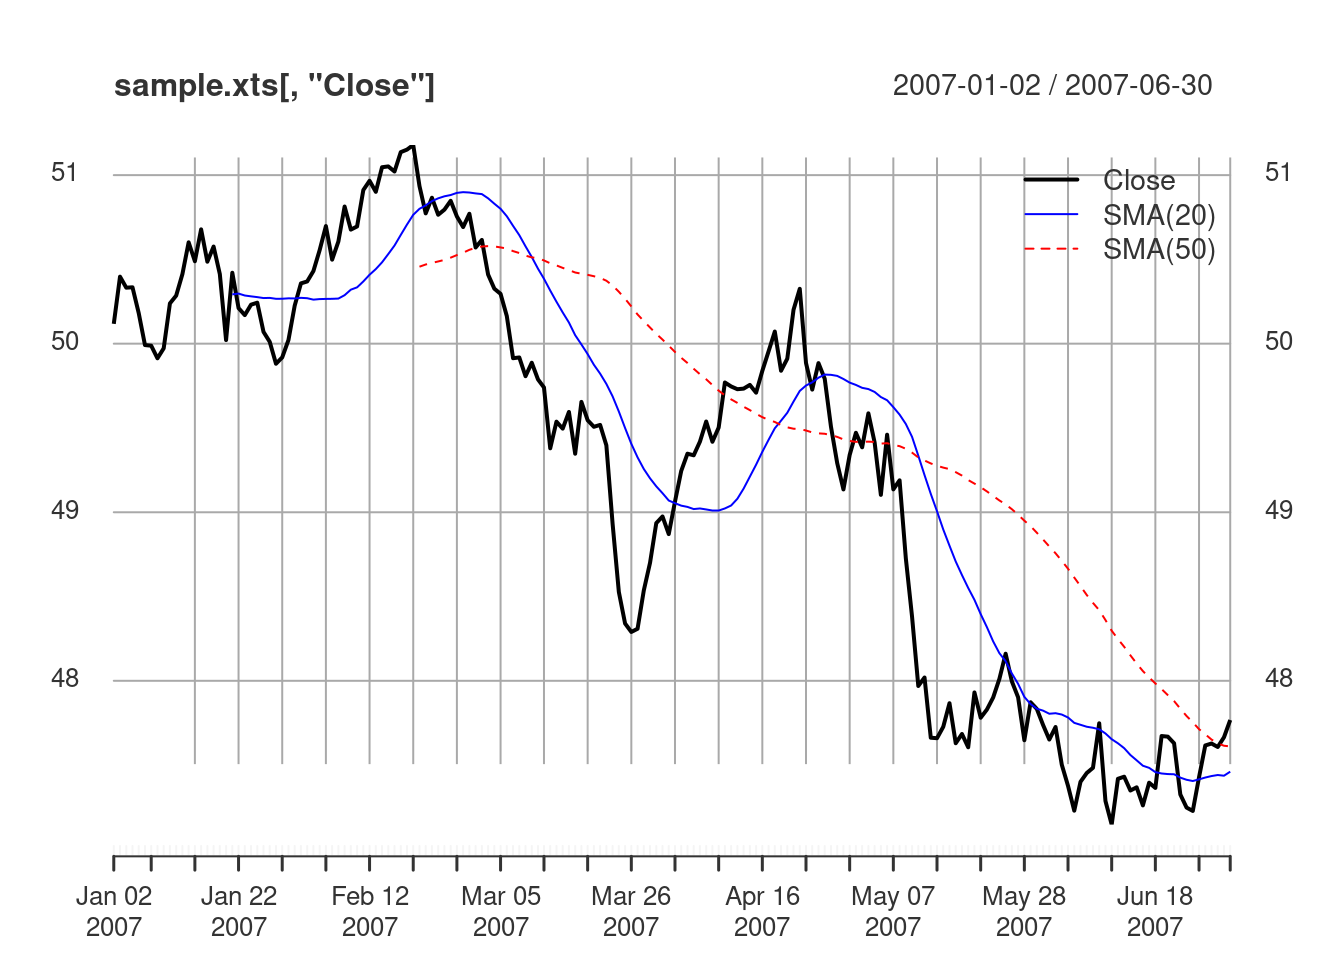 sample.xts[, "Close"]
2007-01-02 / 2007-06-30
51
50
49
48
51
50
49
48
Close
SMA(20)
SMA(50)
Jan 02
2007
Jan 22
2007
Feb 12
2007
Mar 05
2007
Mar 26
2007
Apr 16
2007
May 07
2007
May 28
2007
Jun 18
2007